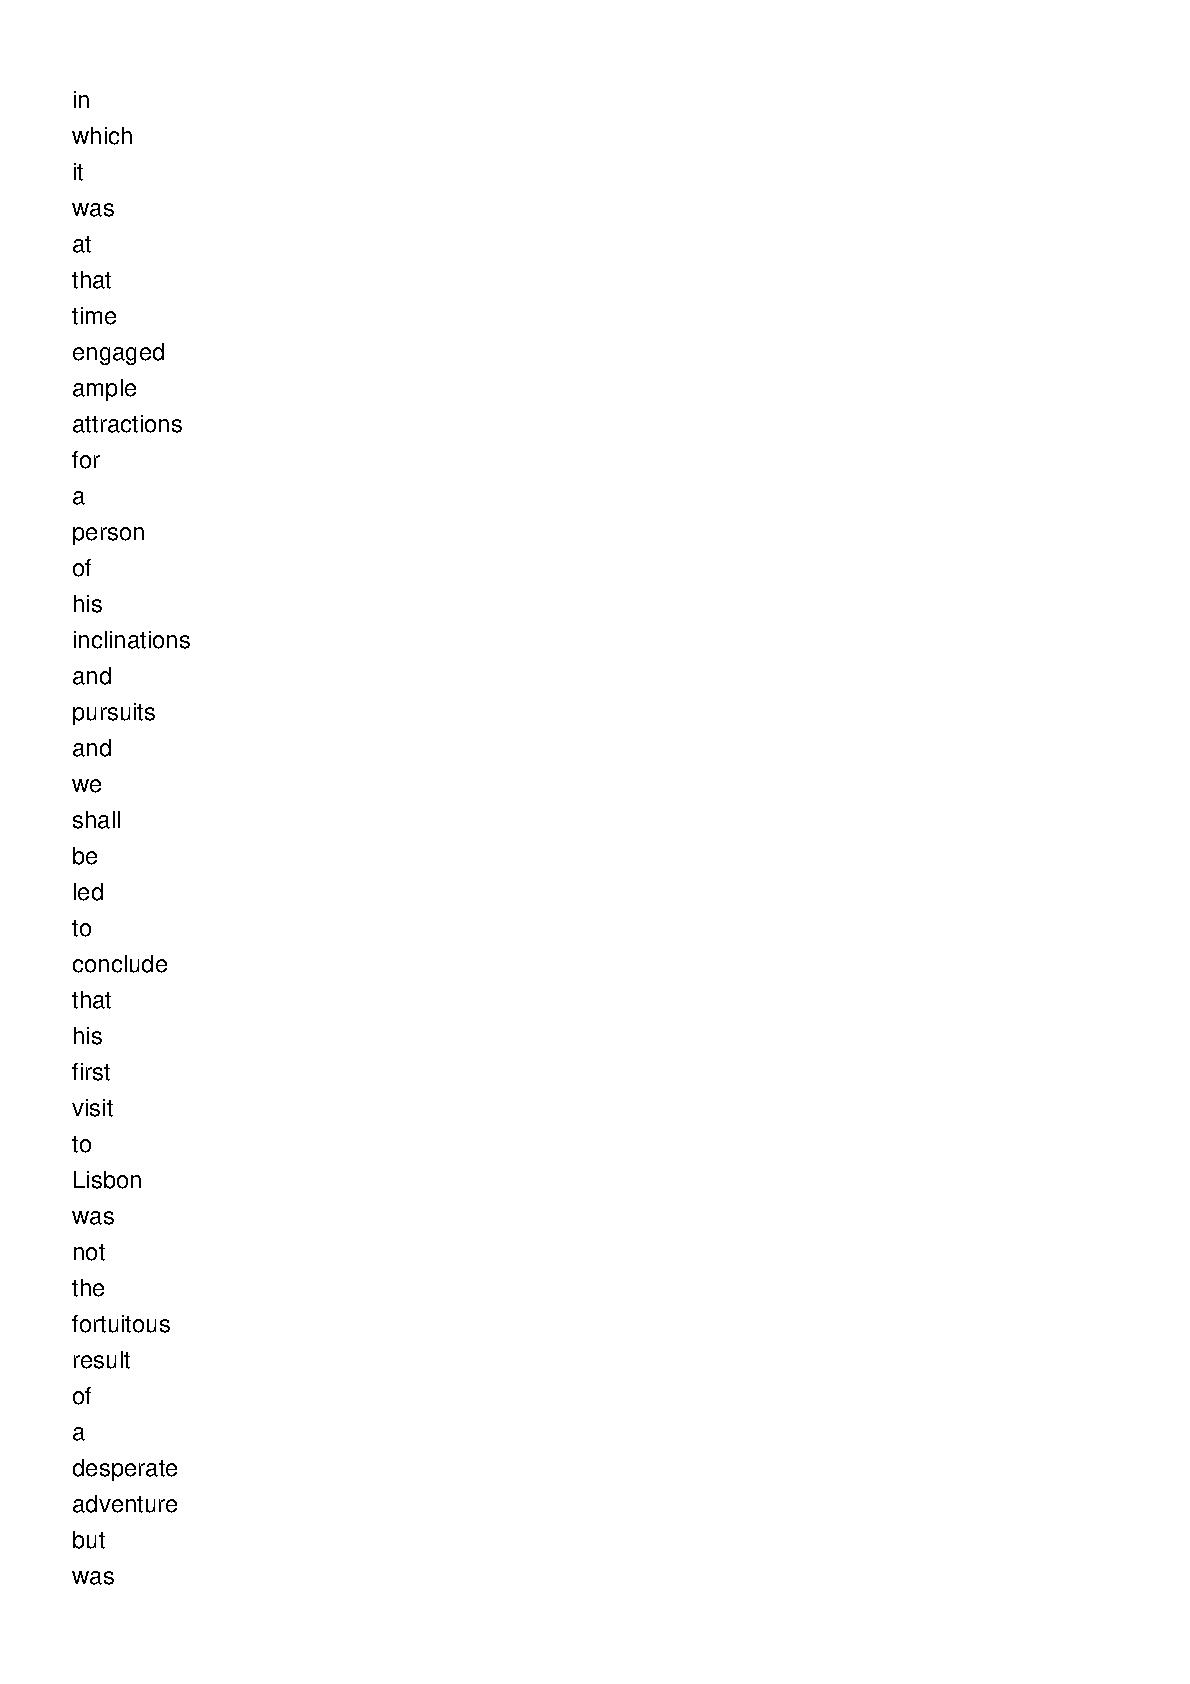 in
which
it
was
at
that
time
engaged
ample
attractions
for
a
person
of
his
inclinations
and
pursuits
and
we
shall
be
led
to
conclude
that
his
first
visit
to
Lisbon
was
not
the
fortuitous
result
of
a
desperate
adventure
but
was